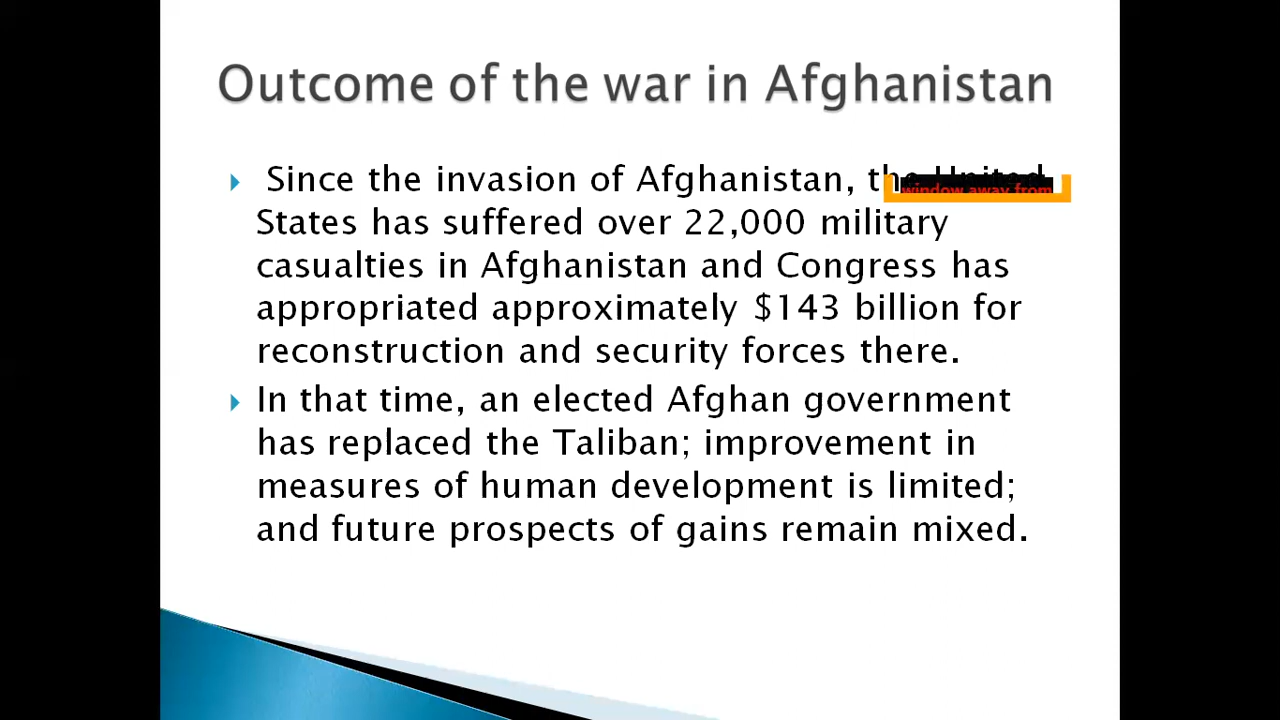 Outcome of the war in Afghanistan
Since the invasion of Afghanistan, the United
window away from
States has suffered over 22,000 military
casualties in Afghanistan and Congress has
appropriated approximately $143 billion for
reconstruction and security forces there.
In that time, an elected Afghan government
has replaced the Taliban; improvement in
measures of human development is limited;
and future prospects of gains remain mixed.